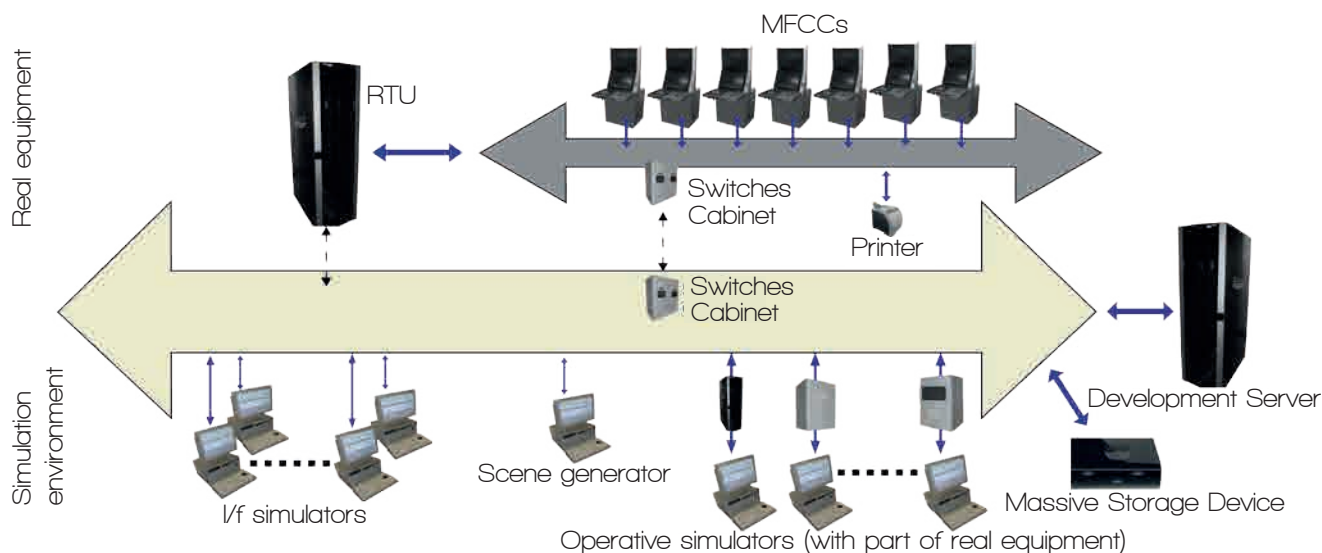 MFCCs
Real equipment
RTU
Switches
Cabinet
Printer
Switches
Cabinet
Simulation
environment
Development Server
Scene generator
I/f simulators
Massive Storage Device
Operative simulators (with part of real equipment)